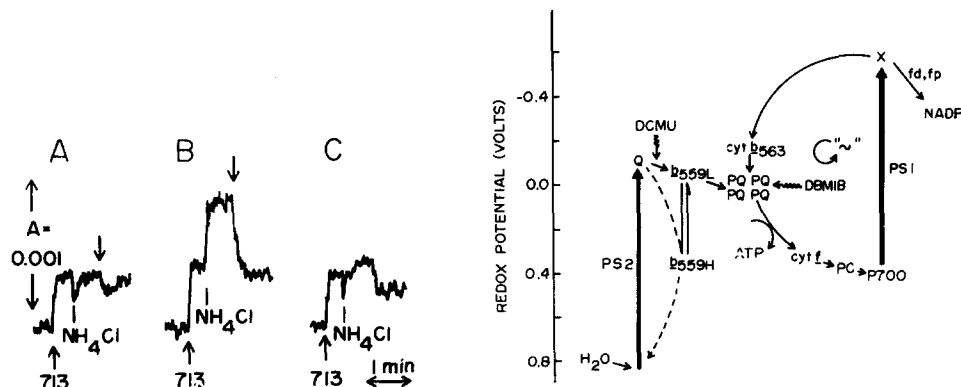 A
B
C
A=
0.001
NH4Cl
NH4Cl
NH4Cl
713
713
713
1 min
REDOX POTENTIAL (VOLTS)
-0.4
0.0
0.4
0.8
X
fd, fp
NADP
DCMU
cyt b563
"~"
Q
b559L
PQ PQ
PQ PQ
DBMIB
PS1
PS2
b559H
ATP
cyt f
PC
P700
H2O